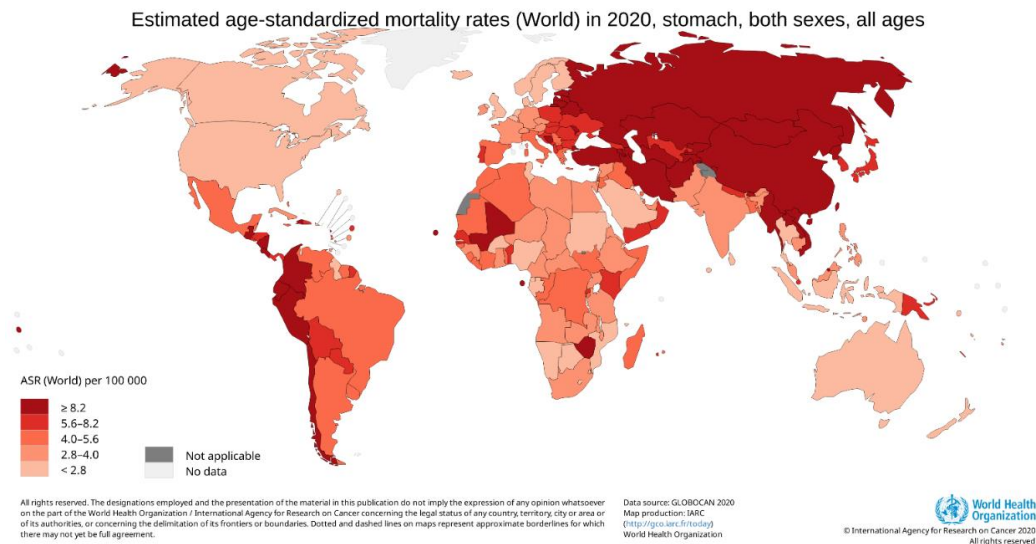 Estimated age-standardized mortality rates (World) in 2020, stomach, both sexes, all ages
ASR (World) per 100 000
≥ 8.2
5.6–8.2
4.0–5.6
2.8–4.0
< 2.8
Not applicable
No data
All rights reserved. The designations employed and the presentation of the material in this publication do not imply the expression of any opinion whatsoever
on the part of the World Health Organization / International Agency for Research on Cancer concerning the legal status of any country, territory, city or area or
of its authorities, or concerning the delimitation of its frontiers or boundaries. Dotted and dashed lines on maps represent approximate borderlines for which
there may not yet be full agreement.
Data source: GLOBOCAN 2020
Map production: IARC
(http://gco.iarc.fr/today)
World Health Organization
World Health
Organization
© International Agency for Research on Cancer 2020
All rights reserved